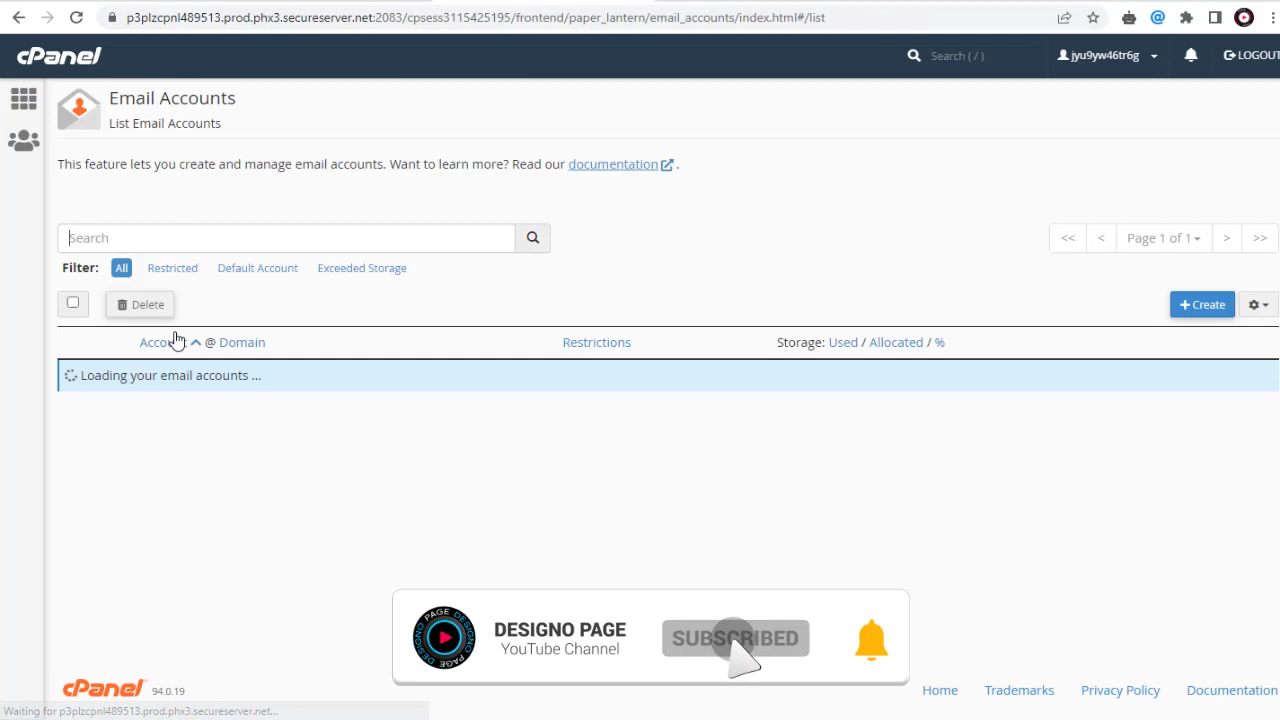 p3plzcpnl489513.prod.phx3.secureserver.net:2083/cpsess3115425195/frontend/paper_lantern/email_accounts/index.html#/list
cPanel
Search ( / )
jyu9yw46tr6g
LOGOUT
Email Accounts
List Email Accounts
This feature lets you create and manage email accounts. Want to learn more? Read our documentation .
Search
<< < Page 1 of 1 > >>
Filter: All Restricted Default Account Exceeded Storage
Delete
+ Create
@ Domain Restrictions Storage: Used / Allocated / %
Loading your email accounts ...
DESIGNO PAGE
YouTube Channel
SUBSCRIBED
DESIGNO PAGE DESIGNO PAGE
cPanel 94.0.19
Home Trademarks Privacy Policy Documentation
Waiting for p3plzcpnl489513.prod.phx3.secureserver.net...